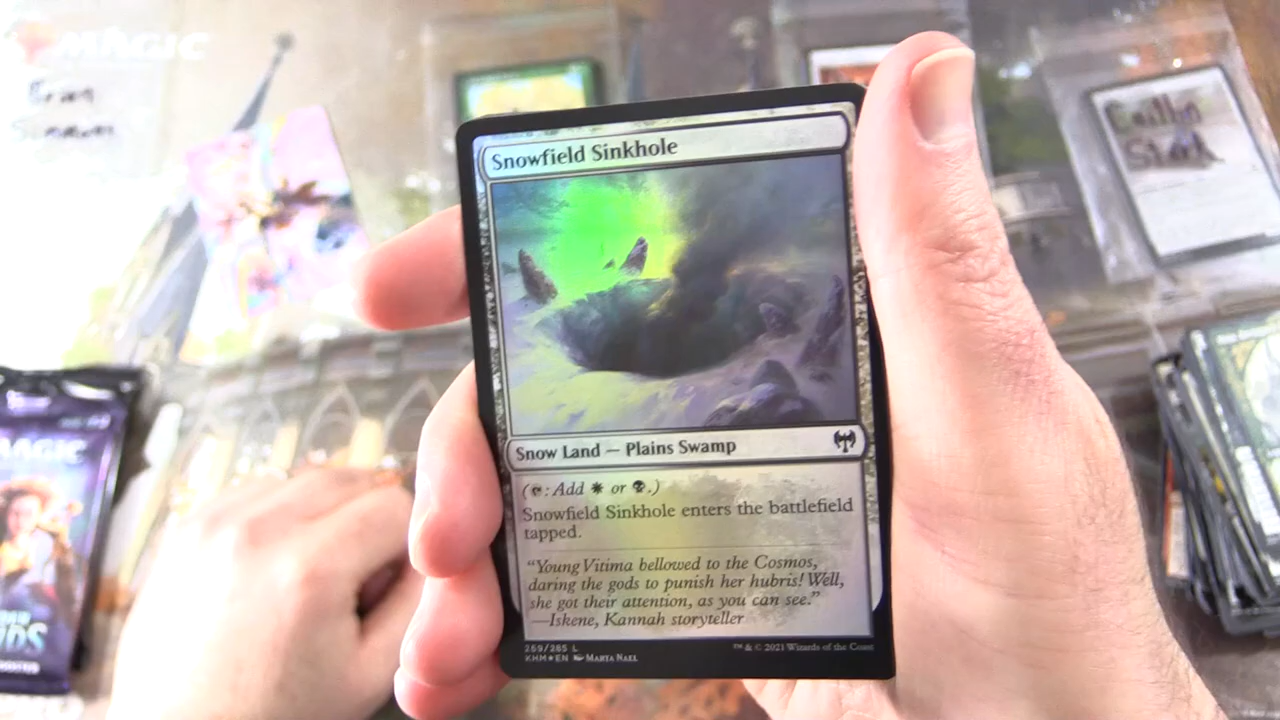 MAGIC
Snowfield Sinkhole
Snow Land — Plains Swamp
( : Add or .)
Snowfield Sinkhole enters the battlefield
tapped.
“Young Vitima bellowed to the Cosmos,
daring the gods to punish her hubris! Well,
she got their attention, as you can see.”
—Iskene, Kannah storyteller
269/285 L
KHM★EN Marta Nael
™ & © 2021 Wizards of the Coast
MAGIC